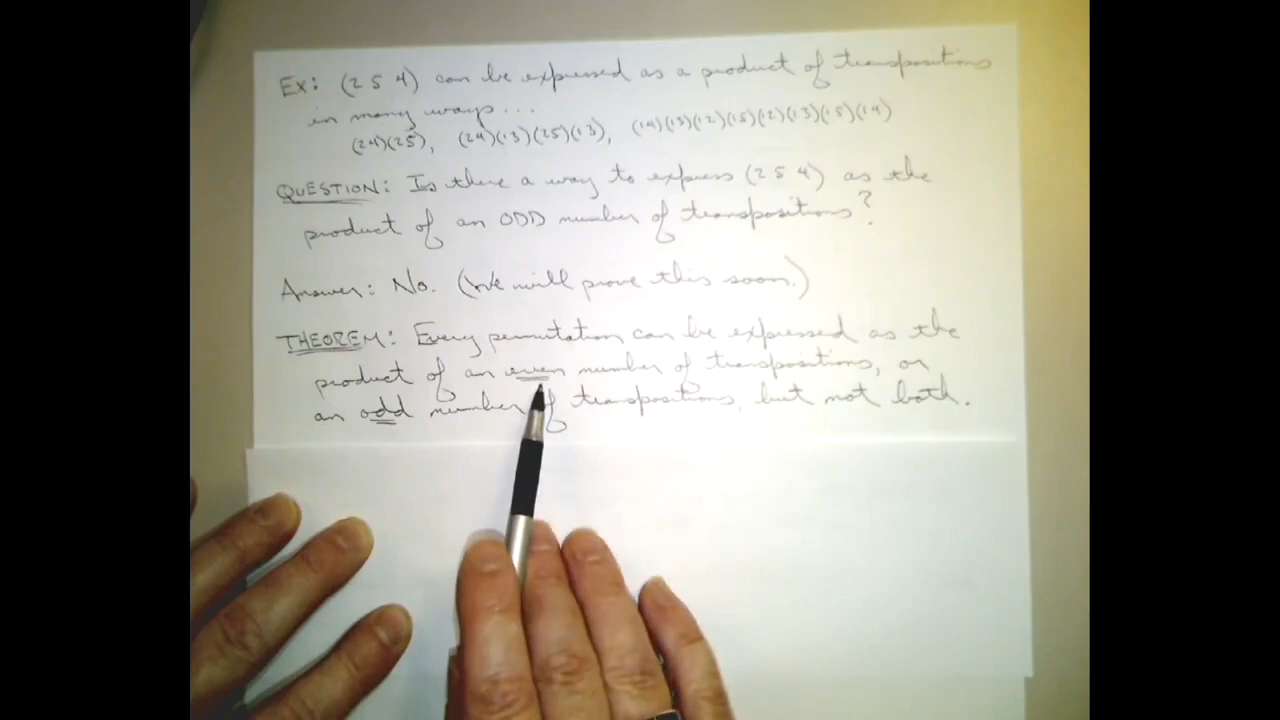 Ex: (2 5 4) can be expressed as a product of transpositions
in many ways...
(24)(25), (24)(13)(25)(13), (14)(13)(12)(15)(12)(13)(15)(14)
QUESTION: Is there a way to express (2 5 4) as the
product of an ODD number of transpositions?
Answer: No. (We will prove this soon.)
THEOREM: Every permutation can be expressed as the
product of an even number of transpositions, or
an odd number of transpositions, but not both.